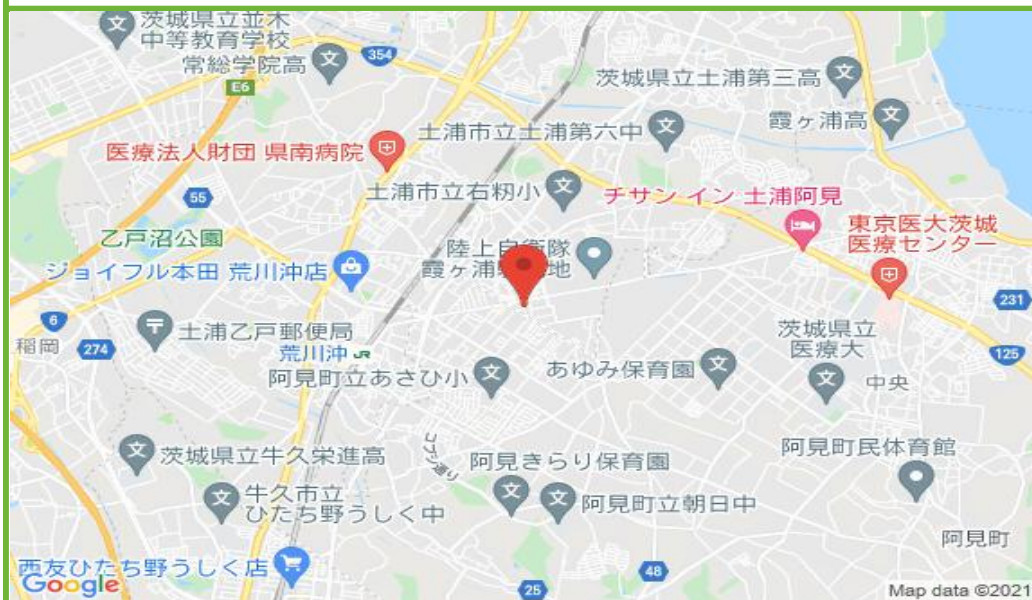 茨城県立並木
中等教育学校
常総学院高
354
E6
茨城県立土浦第三高
霞ヶ浦高
土浦市立土浦第六中
医療法人財団 県南病院
土浦市立右籾小
チサン イン 土浦阿見
55
乙戸沼公園
陸上自衛隊
霞ヶ浦
地
東京医大茨城
医療センター
ジョイフル本田 荒川沖店
231
6
稲岡
274
土浦乙戸郵便局
荒川沖 JR
茨城県立
医療大
125
阿見町立あさひ小
あゆみ保育園
中央
茨城県立牛久栄進高
コブシ通り
阿見きらり保育園
阿見町民体育館
牛久市立
ひたち野うしく中
阿見町立朝日中
阿見町
西友ひたち野うしく店
48
25
Google
Map data ©2021